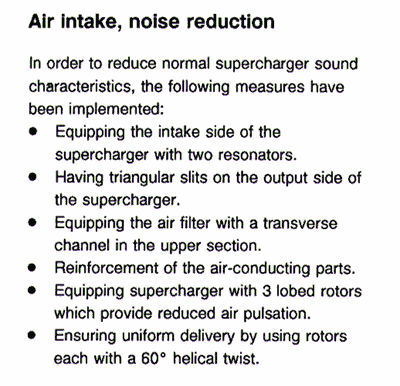 Air intake, noise reduction
In order to reduce normal supercharger sound
characteristics, the following measures have
been implemented:
● Equipping the intake side of the
supercharger with two resonators.
● Having triangular slits on the output side of
the supercharger.
● Equipping the air filter with a transverse
channel in the upper section.
● Reinforcement of the air-conducting parts.
● Equipping supercharger with 3 lobed rotors
which provide reduced air pulsation.
● Ensuring uniform delivery by using rotors
each with a 60° helical twist.